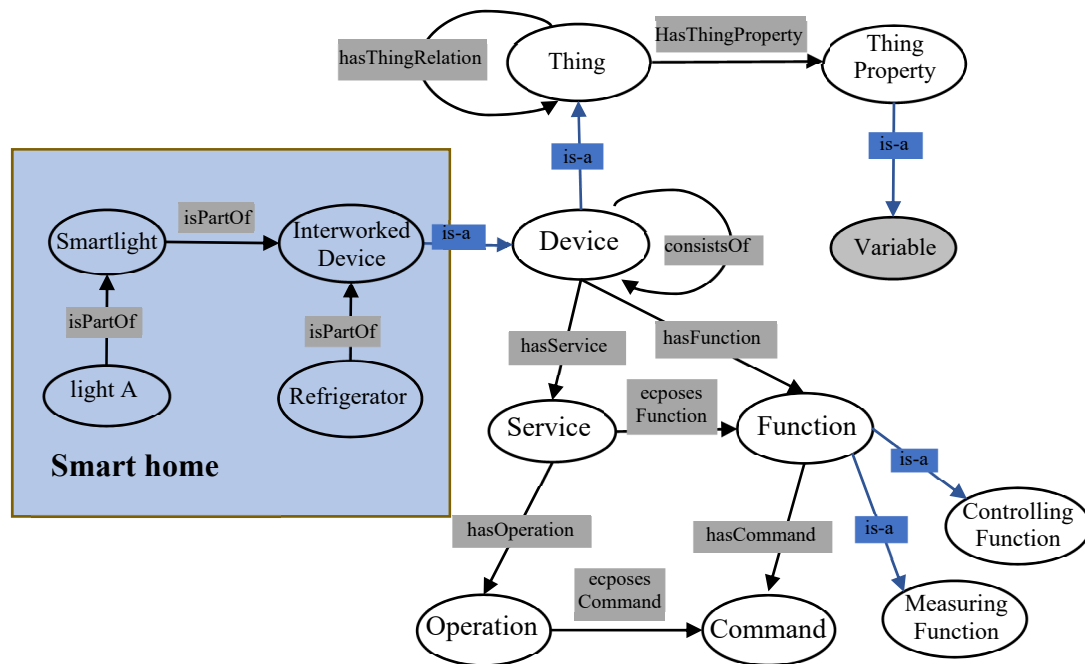 hasThingRelation
Thing
HasThingProperty
Thing
Property
is-a
is-a
isPartOf
Smartlight
Interworked
Device
is-a
Device
consistsOf
Variable
isPartOf
isPartOf
hasService
hasFunction
light A
Refrigerator
ecposes
Function
Service
Function
Smart home
is-a
Controlling
Function
hasOperation
hasCommand
is-a
ecposes
Command
Operation
Command
Measuring
Function